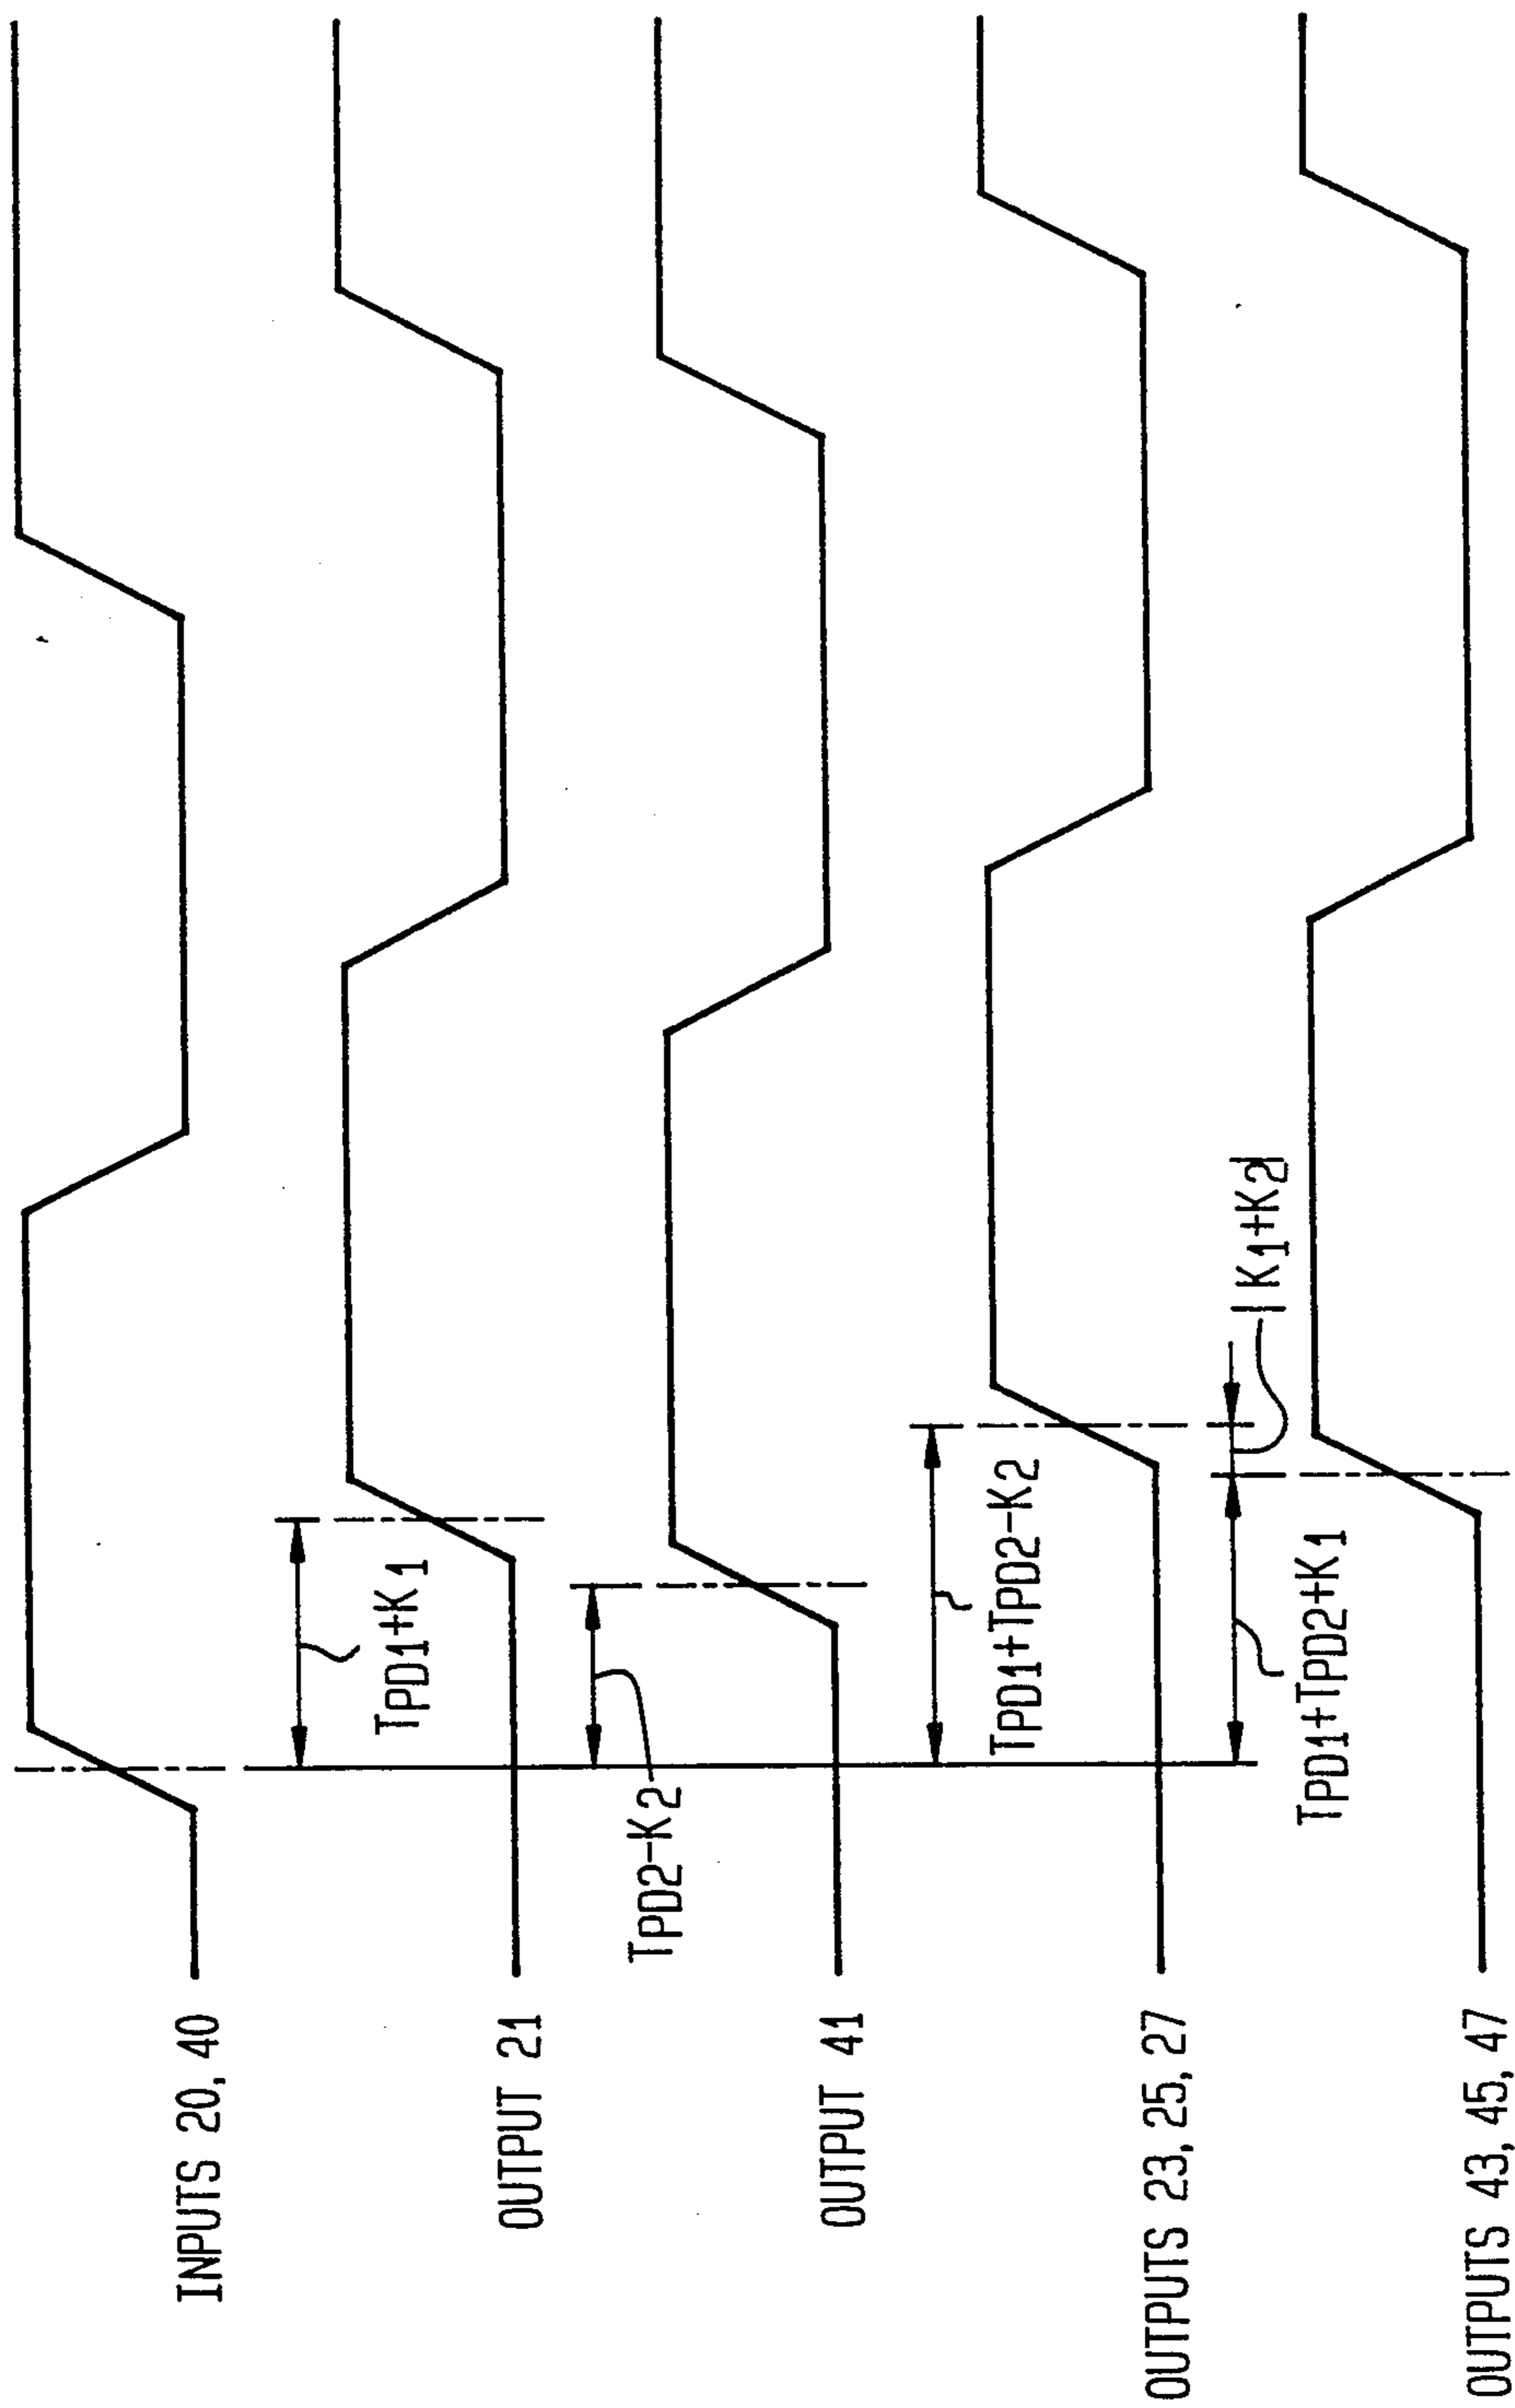 INPUTS 20, 40
OUTPUT 21
TPD1+K1
OUTPUT 41
TPD2-K2
OUTPUTS 23, 25, 27
TPD1+TPD2-K2
|K1+K2|
OUTPUTS 43, 45, 47
TPD1+TPD2+K1